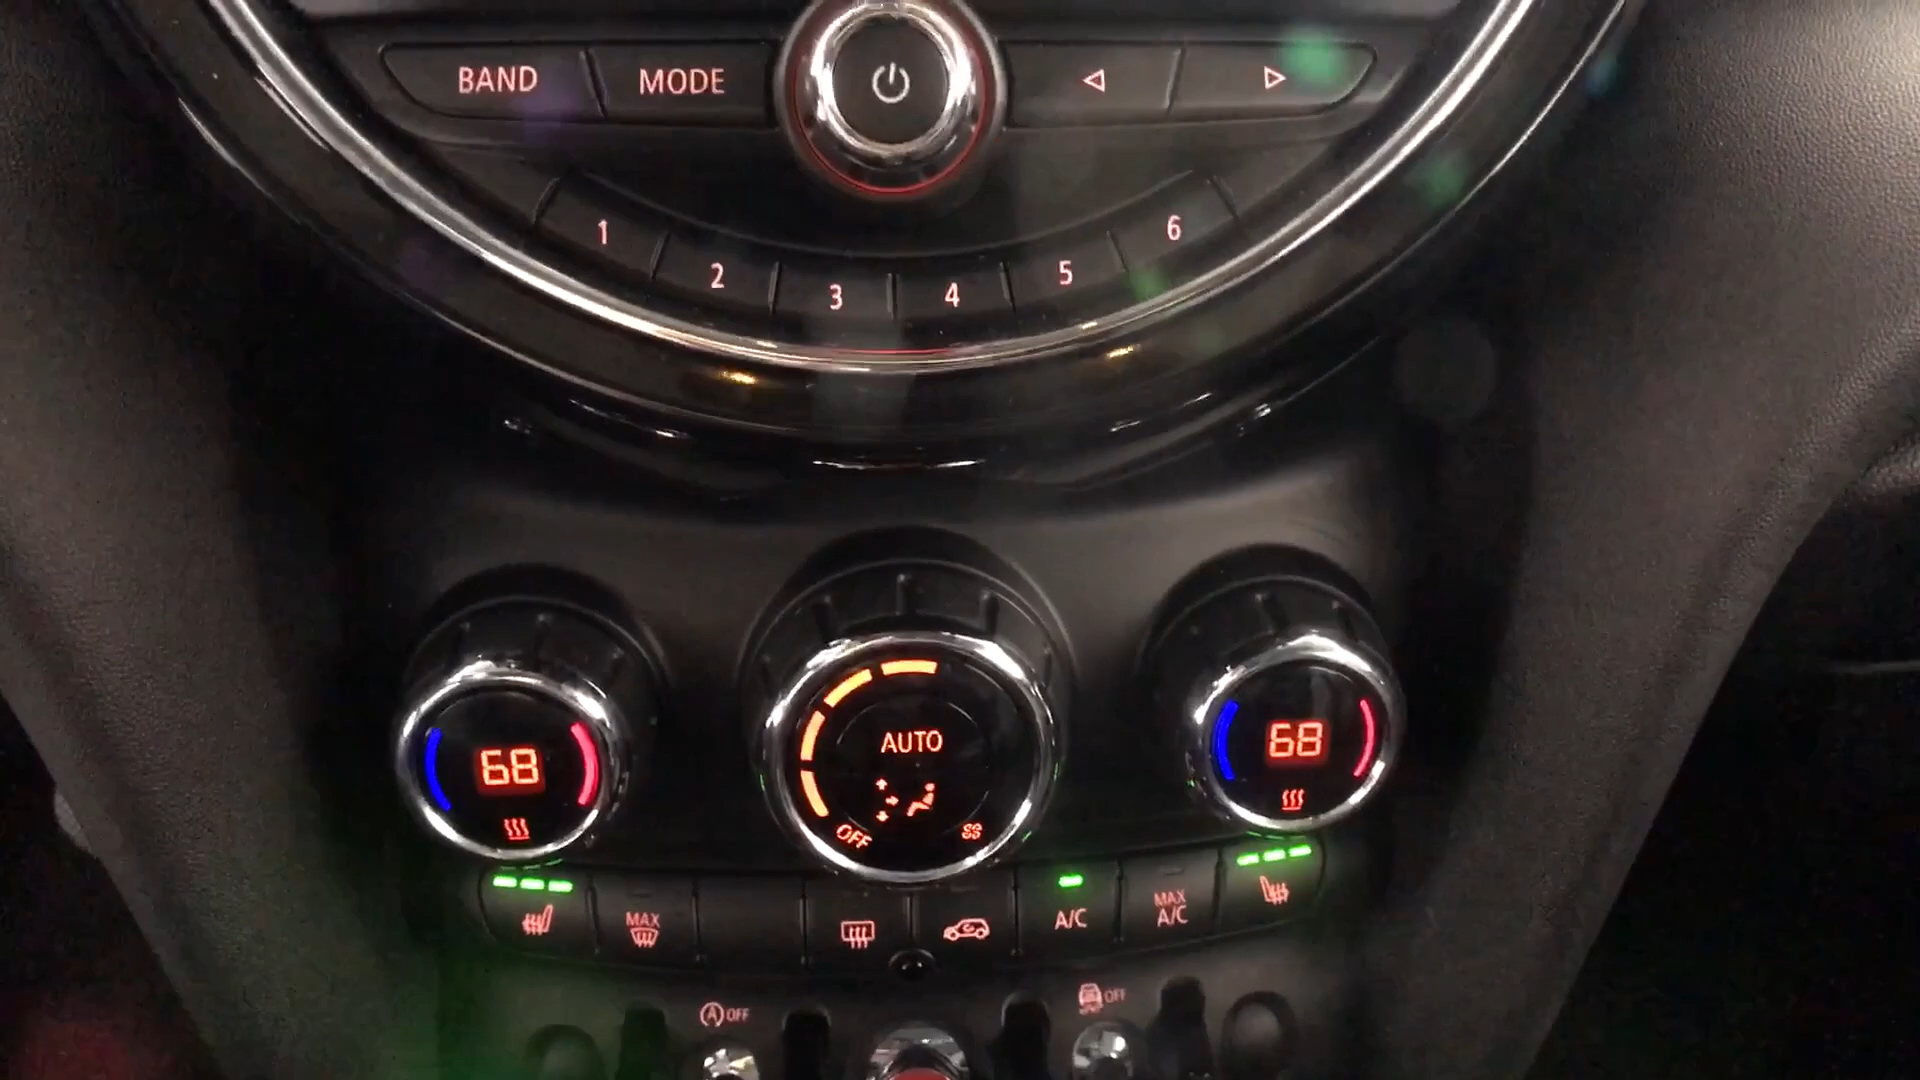 BAND MODE
1 2 3 4 5 6
AUTO
68 68
OFF
MAX
A/C
MAX
A/C
A OFF
OFF